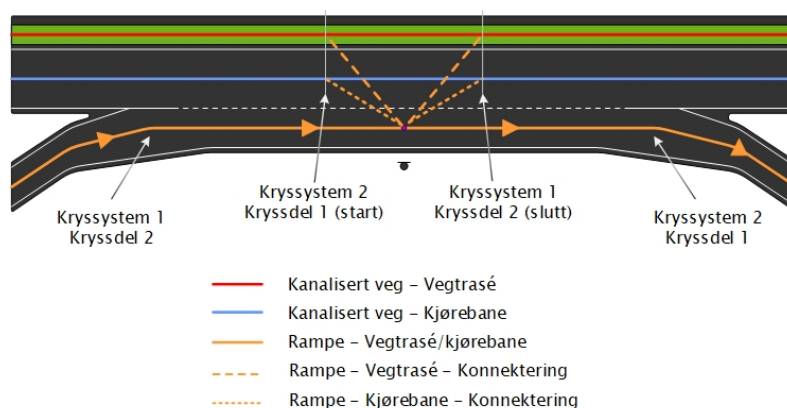 Kryssystem 2
Kryssdel 1 (start)
Kryssystem 1
Kryssdel 2 (slutt)
Kryssystem 1
Kryssdel 2
Kryssystem 2
Kryssdel 1
Kanalisert veg – Vegtrasé
Kanalisert veg – Kjørebane
Rampe – Vegtrasé/kjørebane
Rampe – Vegtrasé – Konnektering
Rampe – Kjørebane – Konnektering